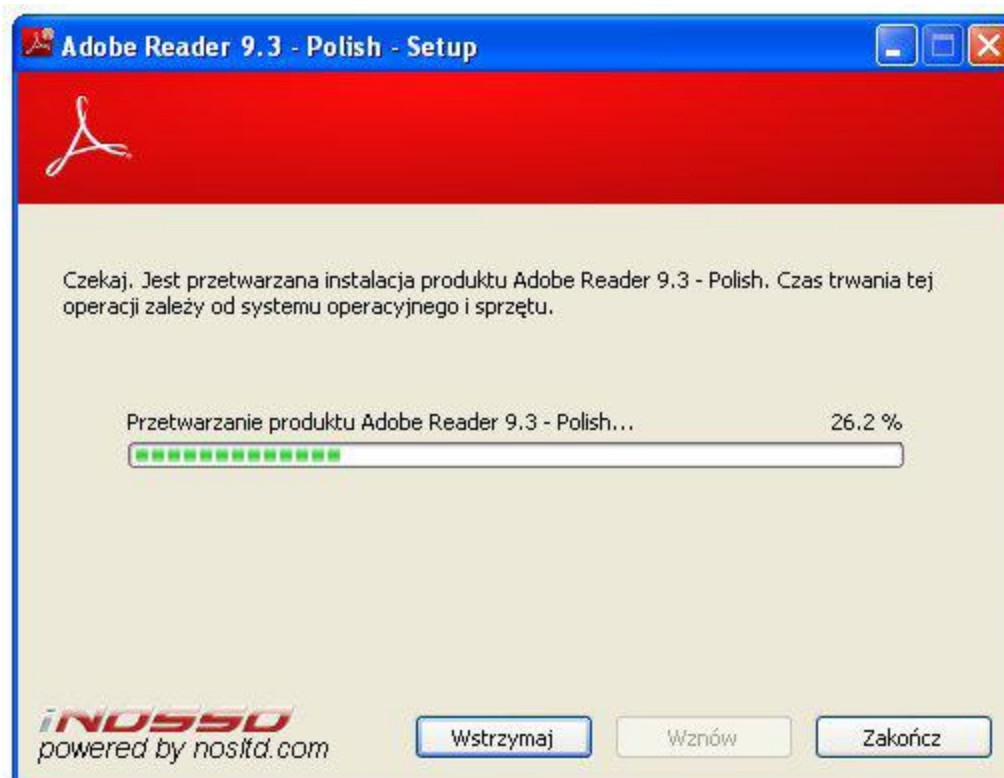 Adobe Reader 9.3 - Polish - Setup
Czekaj. Jest przetwarzana instalacja produktu Adobe Reader 9.3 - Polish. Czas trwania tej
operacji zależy od systemu operacyjnego i sprzętu.
Przetwarzanie produktu Adobe Reader 9.3 - Polish... 26.2 %
iNOSSO
powered by nosltd.com
Wstrzymaj Wznów Zakończ